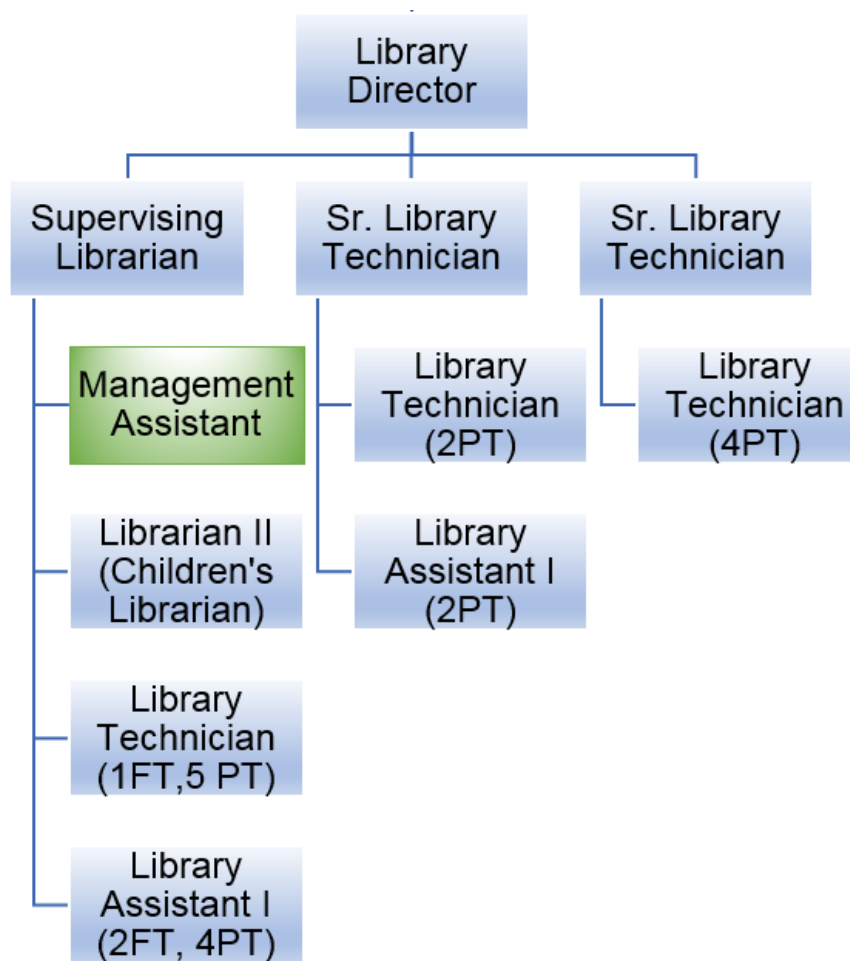 Library
Director
Supervising
Librarian
Sr. Library
Technician
Sr. Library
Technician
Management
Assistant
Library
Technician
(2PT)
Library
Technician
(4PT)
Librarian II
(Children's
Librarian)
Library
Assistant I
(2PT)
Library
Technician
(1FT,5 PT)
Library
Assistant I
(2FT, 4PT)